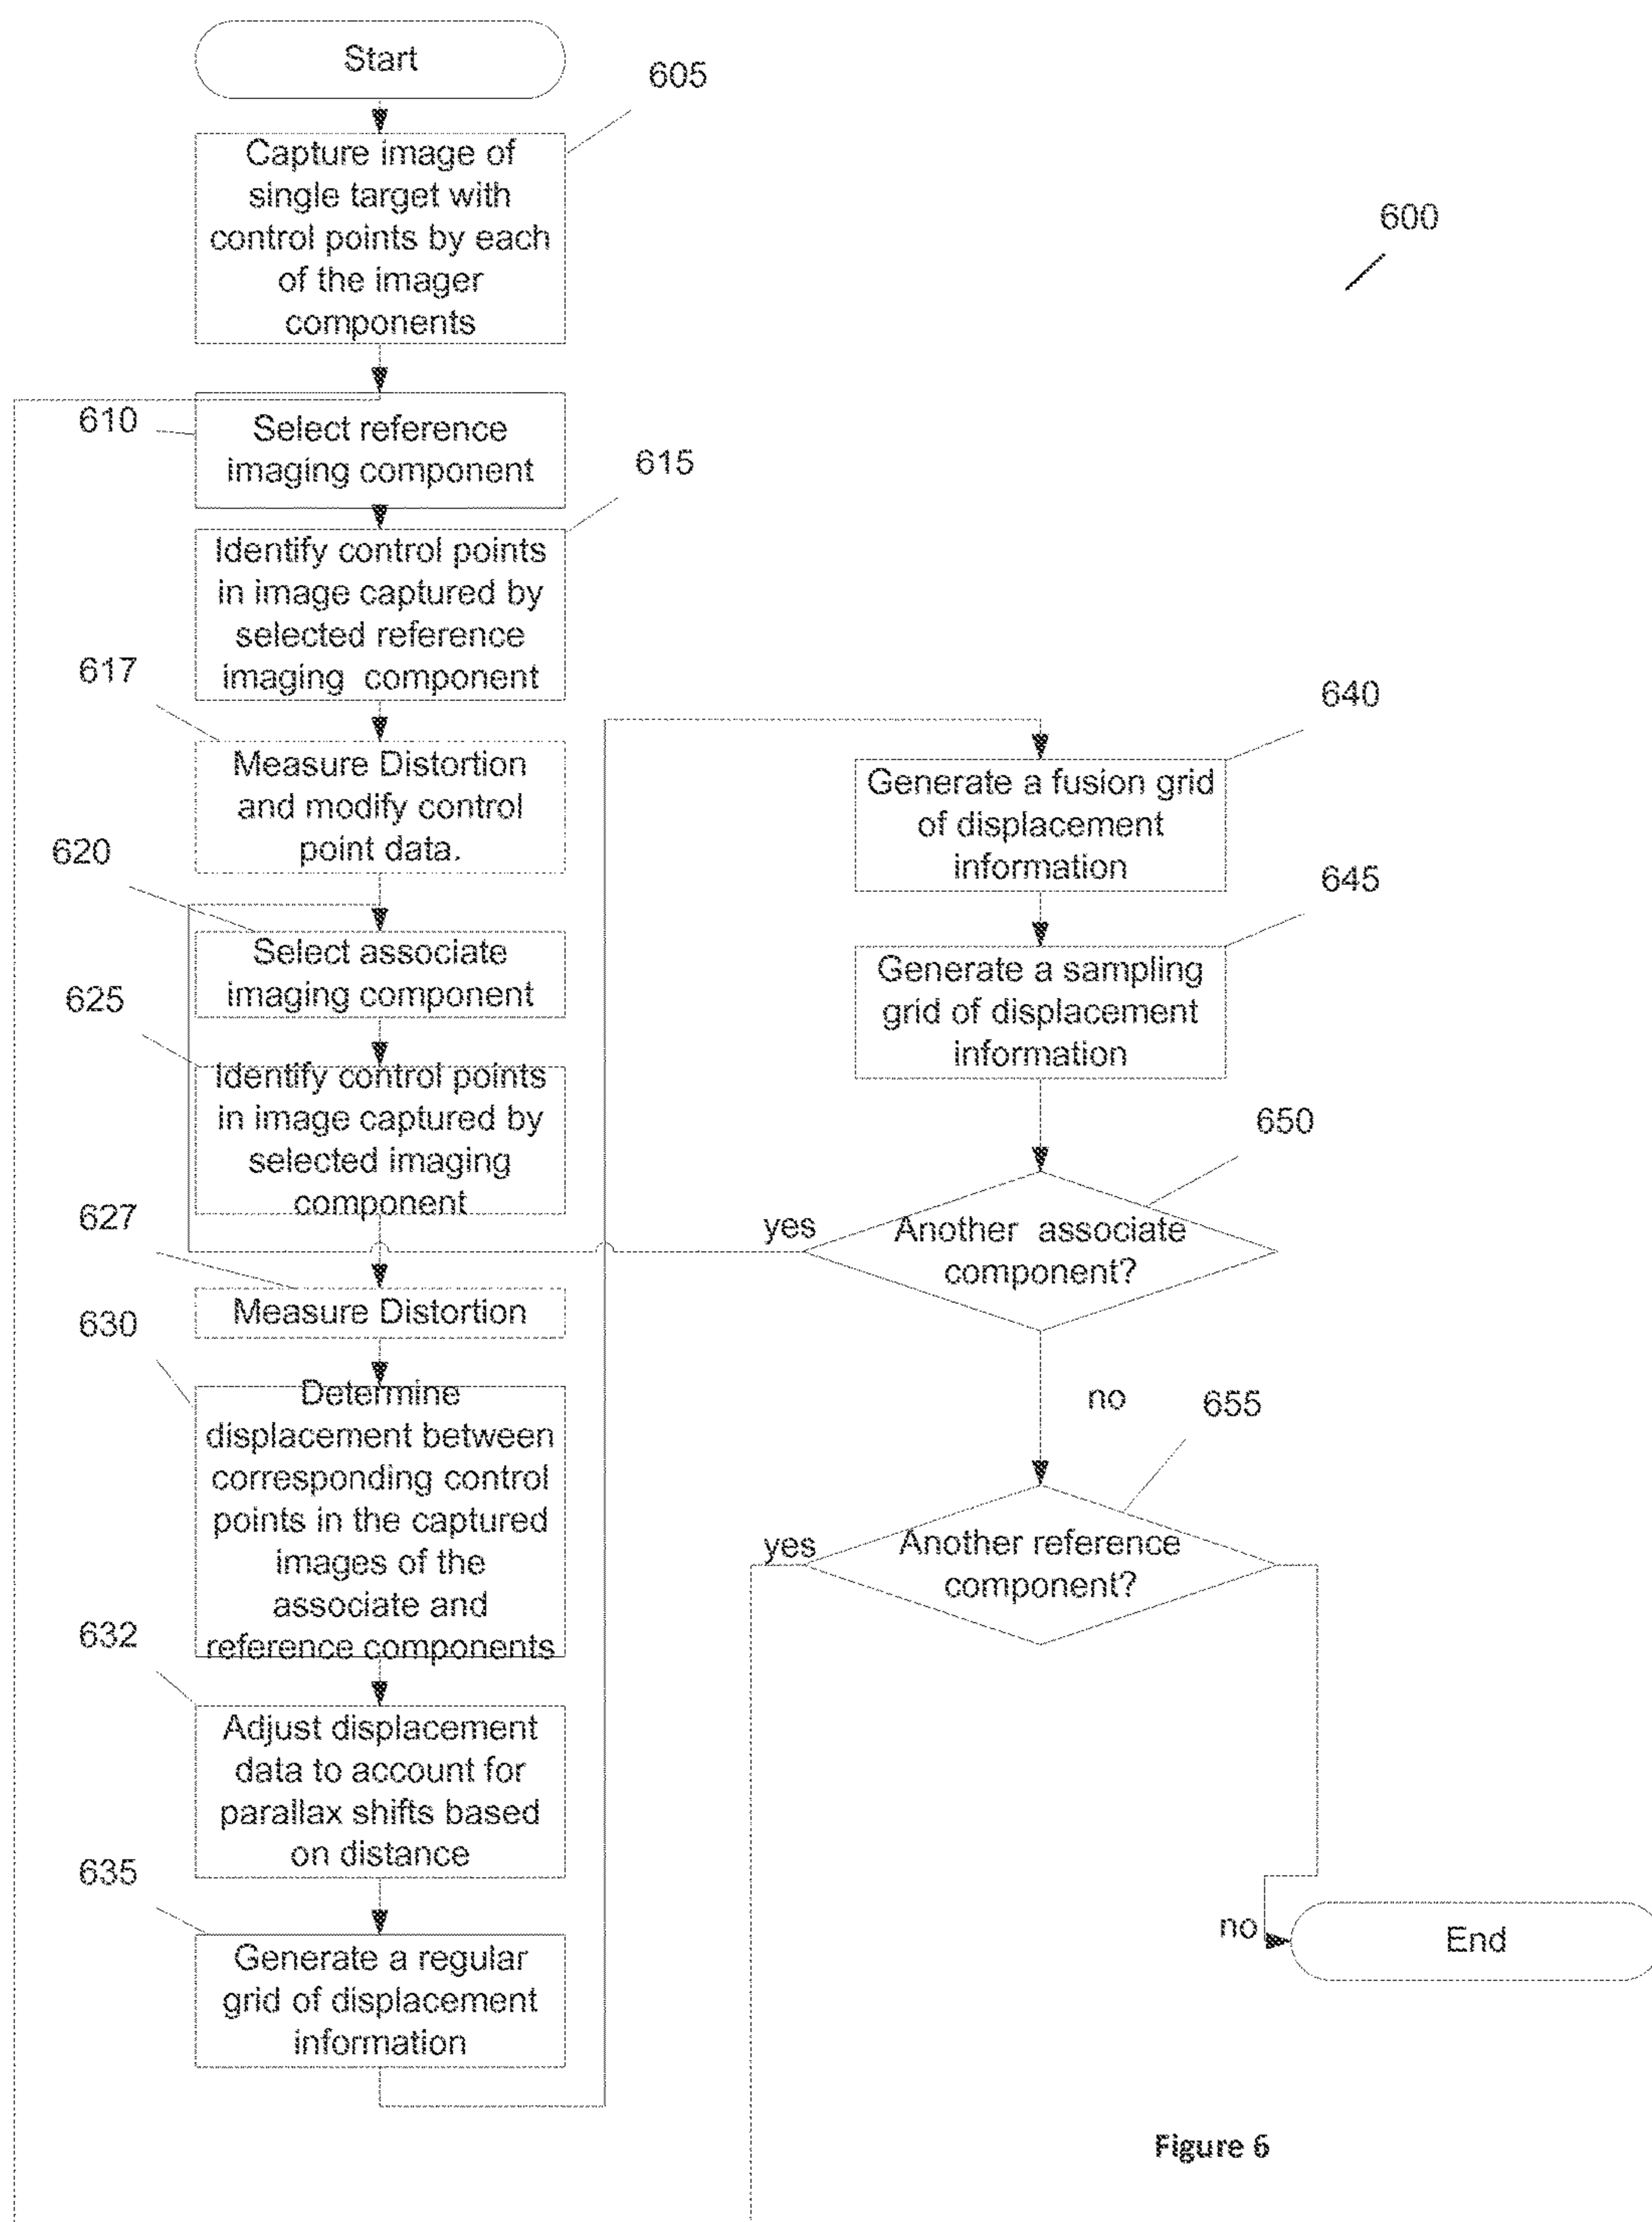 Start
605
Capture image of
single target with
control points by each
of the imager
components
600
610
Select reference
imaging component
615
Identify control points
in image captured by
selected reference
imaging component
617
Measure Distortion
and modify control
point data.
620
Select associate
imaging component
625
Identify control points
in image captured by
selected imaging
component
627
Measure Distortion
630
Determine
displacement between
corresponding control
points in the captured
images of the
associate and
reference components
632
Adjust displacement
data to account for
parallax shifts based
on distance
635
Generate a regular
grid of displacement
information
640
Generate a fusion grid
of displacement
information
645
Generate a sampling
grid of displacement
information
650
yes
Another associate
component?
no
655
yes
Another reference
component?
no
End
Figure 6